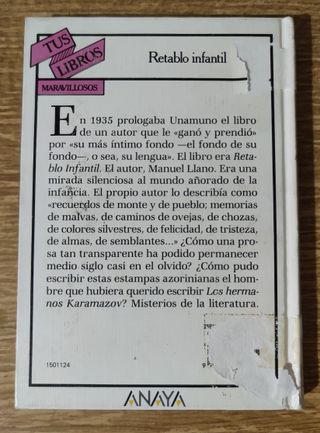 TUS
LIBROS
MARAVILLOSOS
Retablo infantil
En 1935 prologaba Unamuno el libro
de un autor que le «ganó y prendió»
por «su más íntimo fondo —el fondo de su
fondo—, o sea, su lengua». El libro era Reta-
blo Infantil. El autor, Manuel Llano. Era una
mirada silenciosa al mundo añorado de la
infancia. El propio autor lo describía como
«recuerdos de monte y de pueblo; memorias
de malvas, de caminos de ovejas, de chozas,
de colores silvestres, de felicidad, de tristeza,
de almas, de semblantes...» ¿Cómo una pro-
sa tan transparente ha podido permanecer
medio siglo casi en el olvido? ¿Cómo pudo
escribir estas estampas azorinianas el hom-
bre que hubiera querido escribir Los herma-
nos Karamazov? Misterios de la literatura.
1501124
9
ANAYA